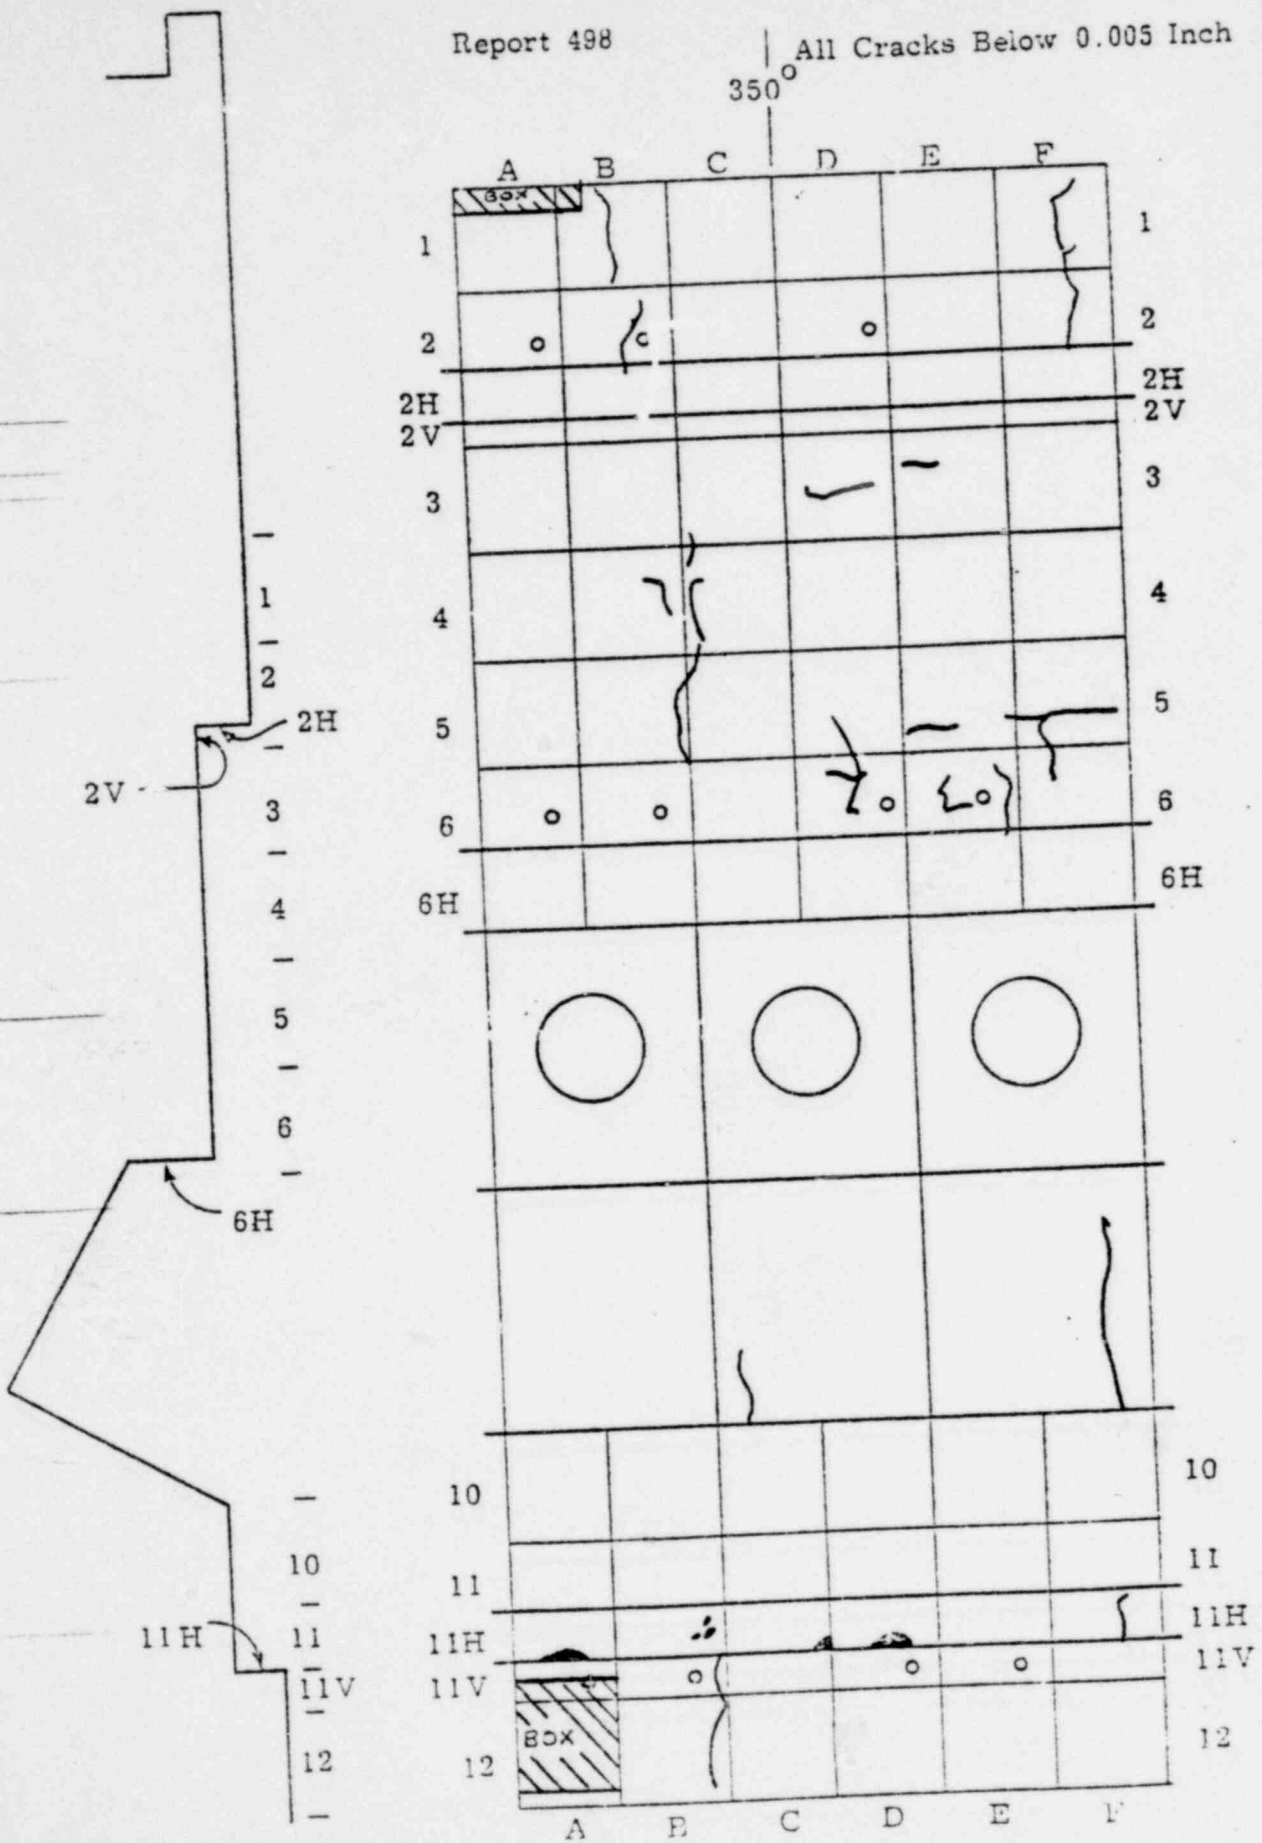 Report 498
All Cracks Below 0.005 Inch
350°
A B C D E F
BOX
1 1
2 2
2H 2H
2V 2V
3 3
4 4
5 5
6 6
6H 6H
10 10
11 11
11H 11H
11V 11V
BOX
12 12
A B C D E F
1
2
2H
2V
3
4
5
6
6H
10
11H
11
11V
12